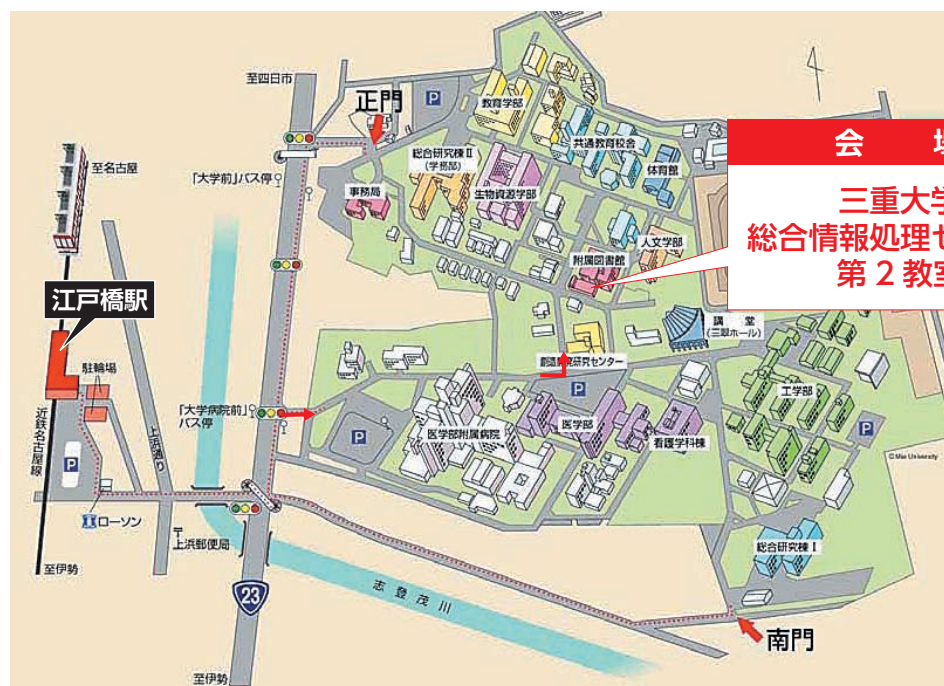 至四日市
正門
P
教育学部
会 場
至名古屋
「大学前」バス停
総合研究棟Ⅱ
(学務部)
共通教育校舎
体育館
事務局
生物資源学部
三重大学
総合情報処理セ
第2教室
人文学部
附属図書館
江戸橋駅
講 堂
(三翠ホール)
駐輪場
創造開発研究センター
P
工学部
「大学病院前」
バス停
P
医学部附属病院
医学部
看護学科棟
P
近鉄名古屋線
上浜通り
P
© Mie University
ローソン
〒
上浜郵便局
総合研究棟Ⅰ
至伊勢
23
志登茂川
南門
至伊勢